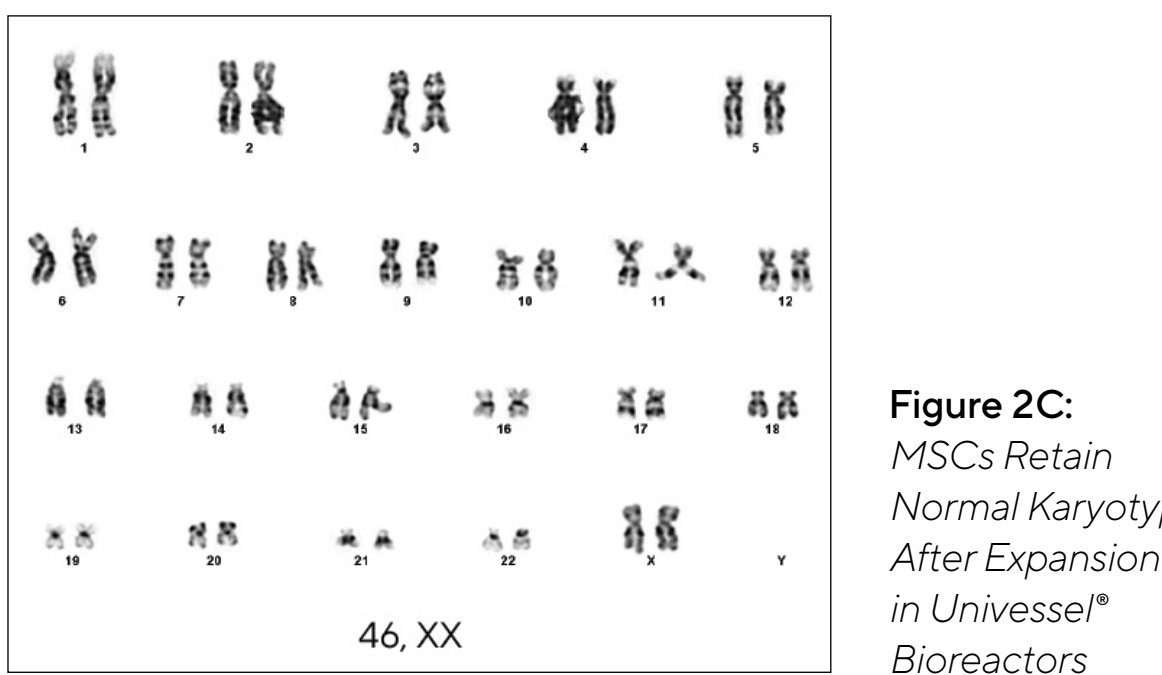 1 2 3 4 5
6 7 8 9 10 11 12
13 14 15 16 17 18
19 20 21 22 X Y
46, XX
Figure 2C:
MSCs Retain
Normal
After Expansion
in Univessel®
Bioreactors